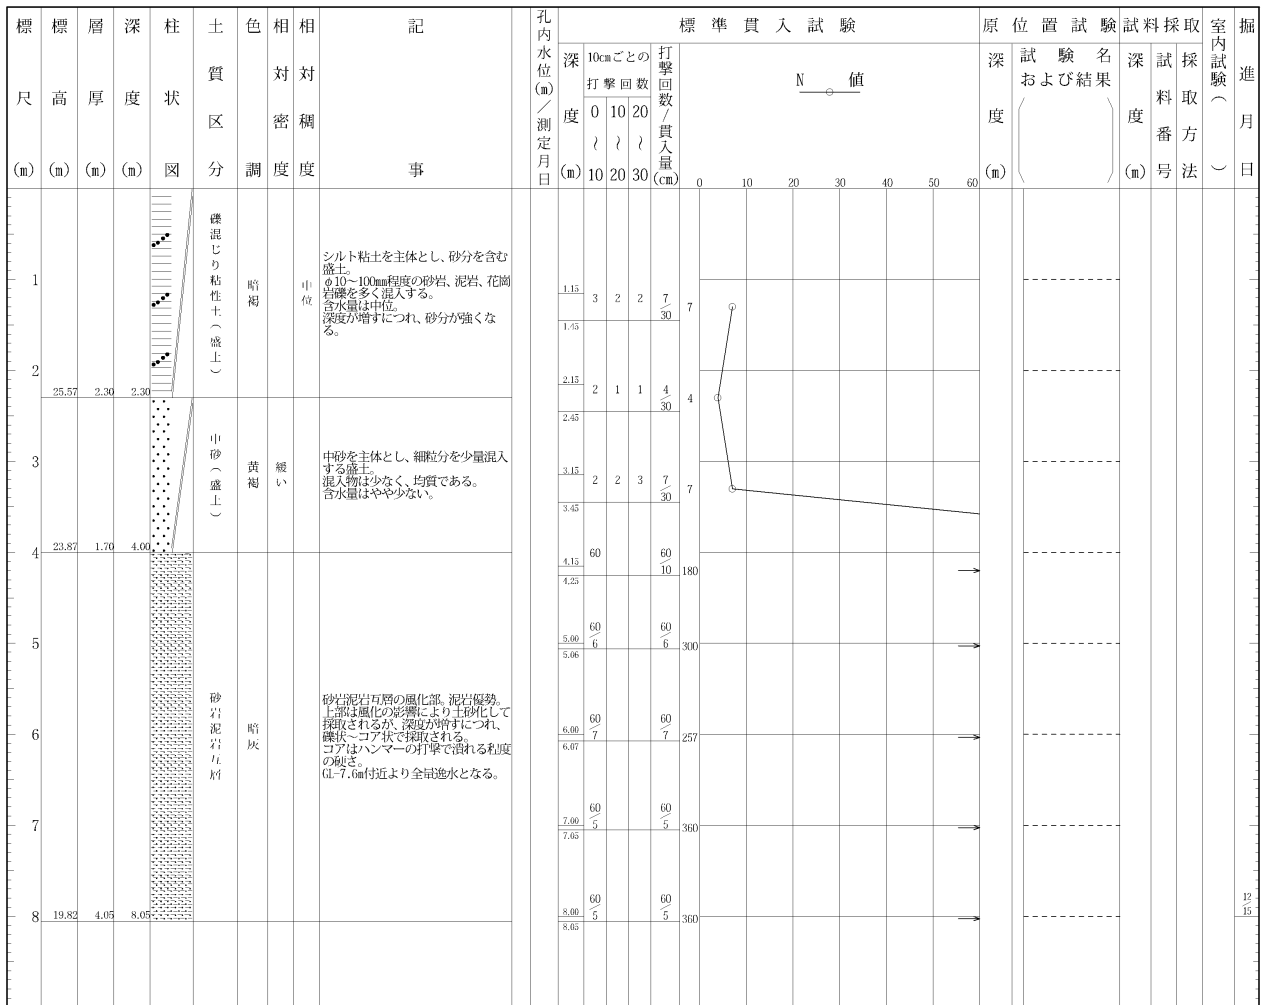 標尺(m)
標高(m)
層厚(m)
深度(m)
柱状図
土質区分
色調
相対密度
相対稠度
記事
孔内水位(m)／測定月日
標準貫入試験
深度(m)
10cmごとの
打撃回数
0〜10
10〜20
20〜30
打撃回数／貫入量(cm)
N 値
0 10 20 30 40 50 60
原位置試験
深度(m)
試験名
および結果
試料採取
深度(m)
試料番号
採取方法
室内試験( )
掘進月日
1
2
3
4
5
6
7
8
25.57 2.30 2.30
23.87 1.70 4.00
19.82 4.05 8.05
礫混じり粘性土(盛土)
暗褐
中位
シルト粘土を主体とし、砂分を含む
盛土。
φ10〜100mm程度の砂岩、泥岩、花崗
岩礫を多く混入する。
含水量は中位。
深度が増すにつれ、砂分が強くな
る。
中砂(盛土)
黄褐
緩い
中砂を主体とし、細粒分を少量混入
する盛土。
混入物は少なく、均質である。
含水量はやや少ない。
砂岩泥岩互層
暗灰
砂岩泥岩互層の風化部。泥岩優勢。
上部は風化の影響により土砂化して
採取されるが、深度が増すにつれ、
礫状〜コア状で採取される。
コアはハンマーの打撃で潰れる程度
の硬さ。
GL-7.6m付近より全量逸水となる。
1.15
3 2 2 7/30 7
1.45
2.15
2 1 1 4/30 4
2.45
3.15
2 2 3 7/30 7
3.45
4.15
60 60/10 180
4.25
5.00
60/6 60/6 300
5.06
6.00
60/7 60/7 257
6.07
7.00
60/5 60/5 360
7.05
8.00
60/5 60/5 360
8.05
12/15